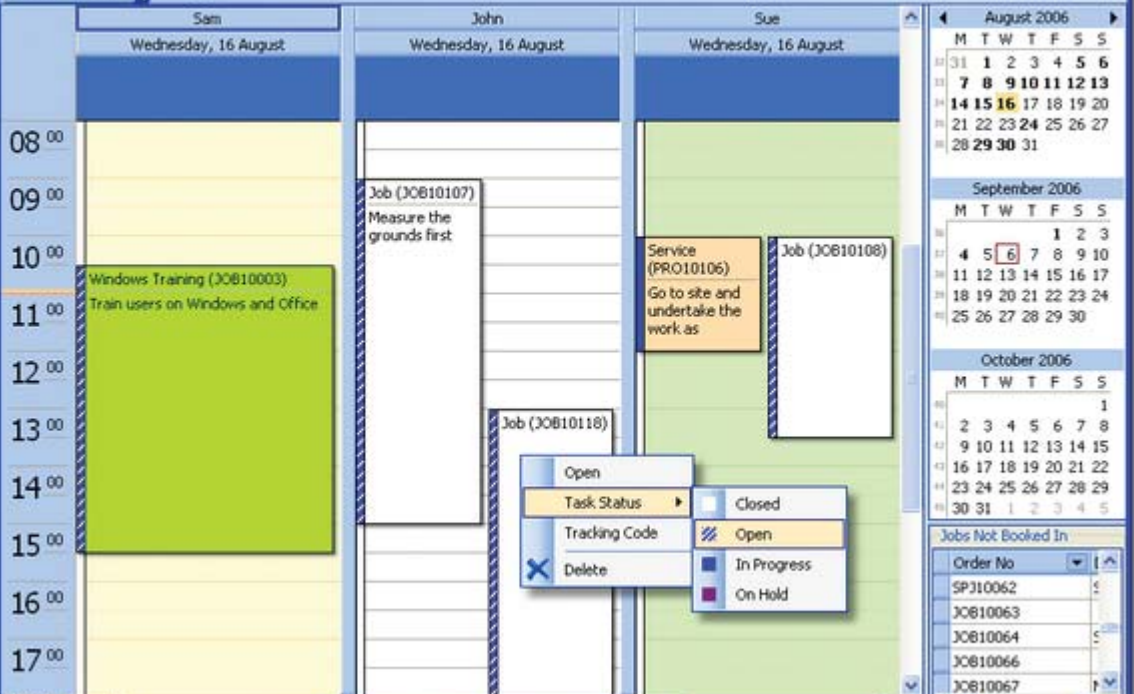 Sam John Sue
Wednesday, 16 August Wednesday, 16 August Wednesday, 16 August
08 00
09 00
10 00
11 00
12 00
13 00
14 00
15 00
16 00
17 00
Windows Training (JOB10003)
Train users on Windows and Office
Job (JOB10107)
Measure the
grounds first
Job (JOB10118)
Service
(PRO10106)
Go to site and
undertake the
work as
Job (JOB10108)
Open
Task Status
Tracking Code
Delete
Closed
Open
In Progress
On Hold
August 2006
M T W T F S S
31 1 2 3 4 5 6
7 8 9 10 11 12 13
14 15 16 17 18 19 20
21 22 23 24 25 26 27
28 29 30 31
September 2006
M T W T F S S
1 2 3
4 5 6 7 8 9 10
11 12 13 14 15 16 17
18 19 20 21 22 23 24
25 26 27 28 29 30
October 2006
M T W T F S S
1
2 3 4 5 6 7 8
9 10 11 12 13 14 15
16 17 18 19 20 21 22
23 24 25 26 27 28 29
30 31 1 2 3 4 5
Jobs Not Booked In
Order No
SPJ10062
JOB10063
JOB10064
JOB10066
JOB10067